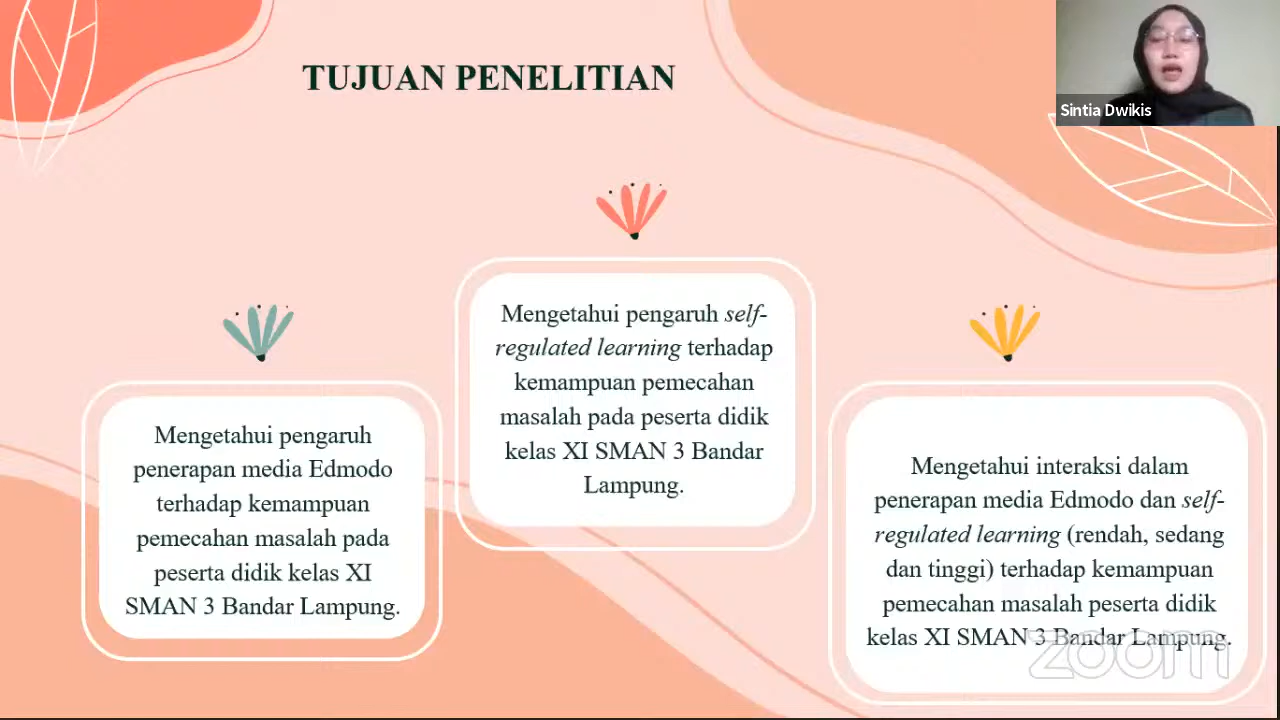 TUJUAN PENELITIAN
Sintia Dwikis
Mengetahui pengaruh
penerapan media Edmodo
terhadap kemampuan
pemecahan masalah pada
peserta didik kelas XI
SMAN 3 Bandar Lampung.
Mengetahui pengaruh self-
regulated learning terhadap
kemampuan pemecahan
masalah pada peserta didik
kelas XI SMAN 3 Bandar
Lampung.
Mengetahui interaksi dalam
penerapan media Edmodo dan self-
regulated learning (rendah, sedang
dan tinggi) terhadap kemampuan
pemecahan masalah peserta didik
kelas XI SMAN 3 Bandar Lampung.
zoom